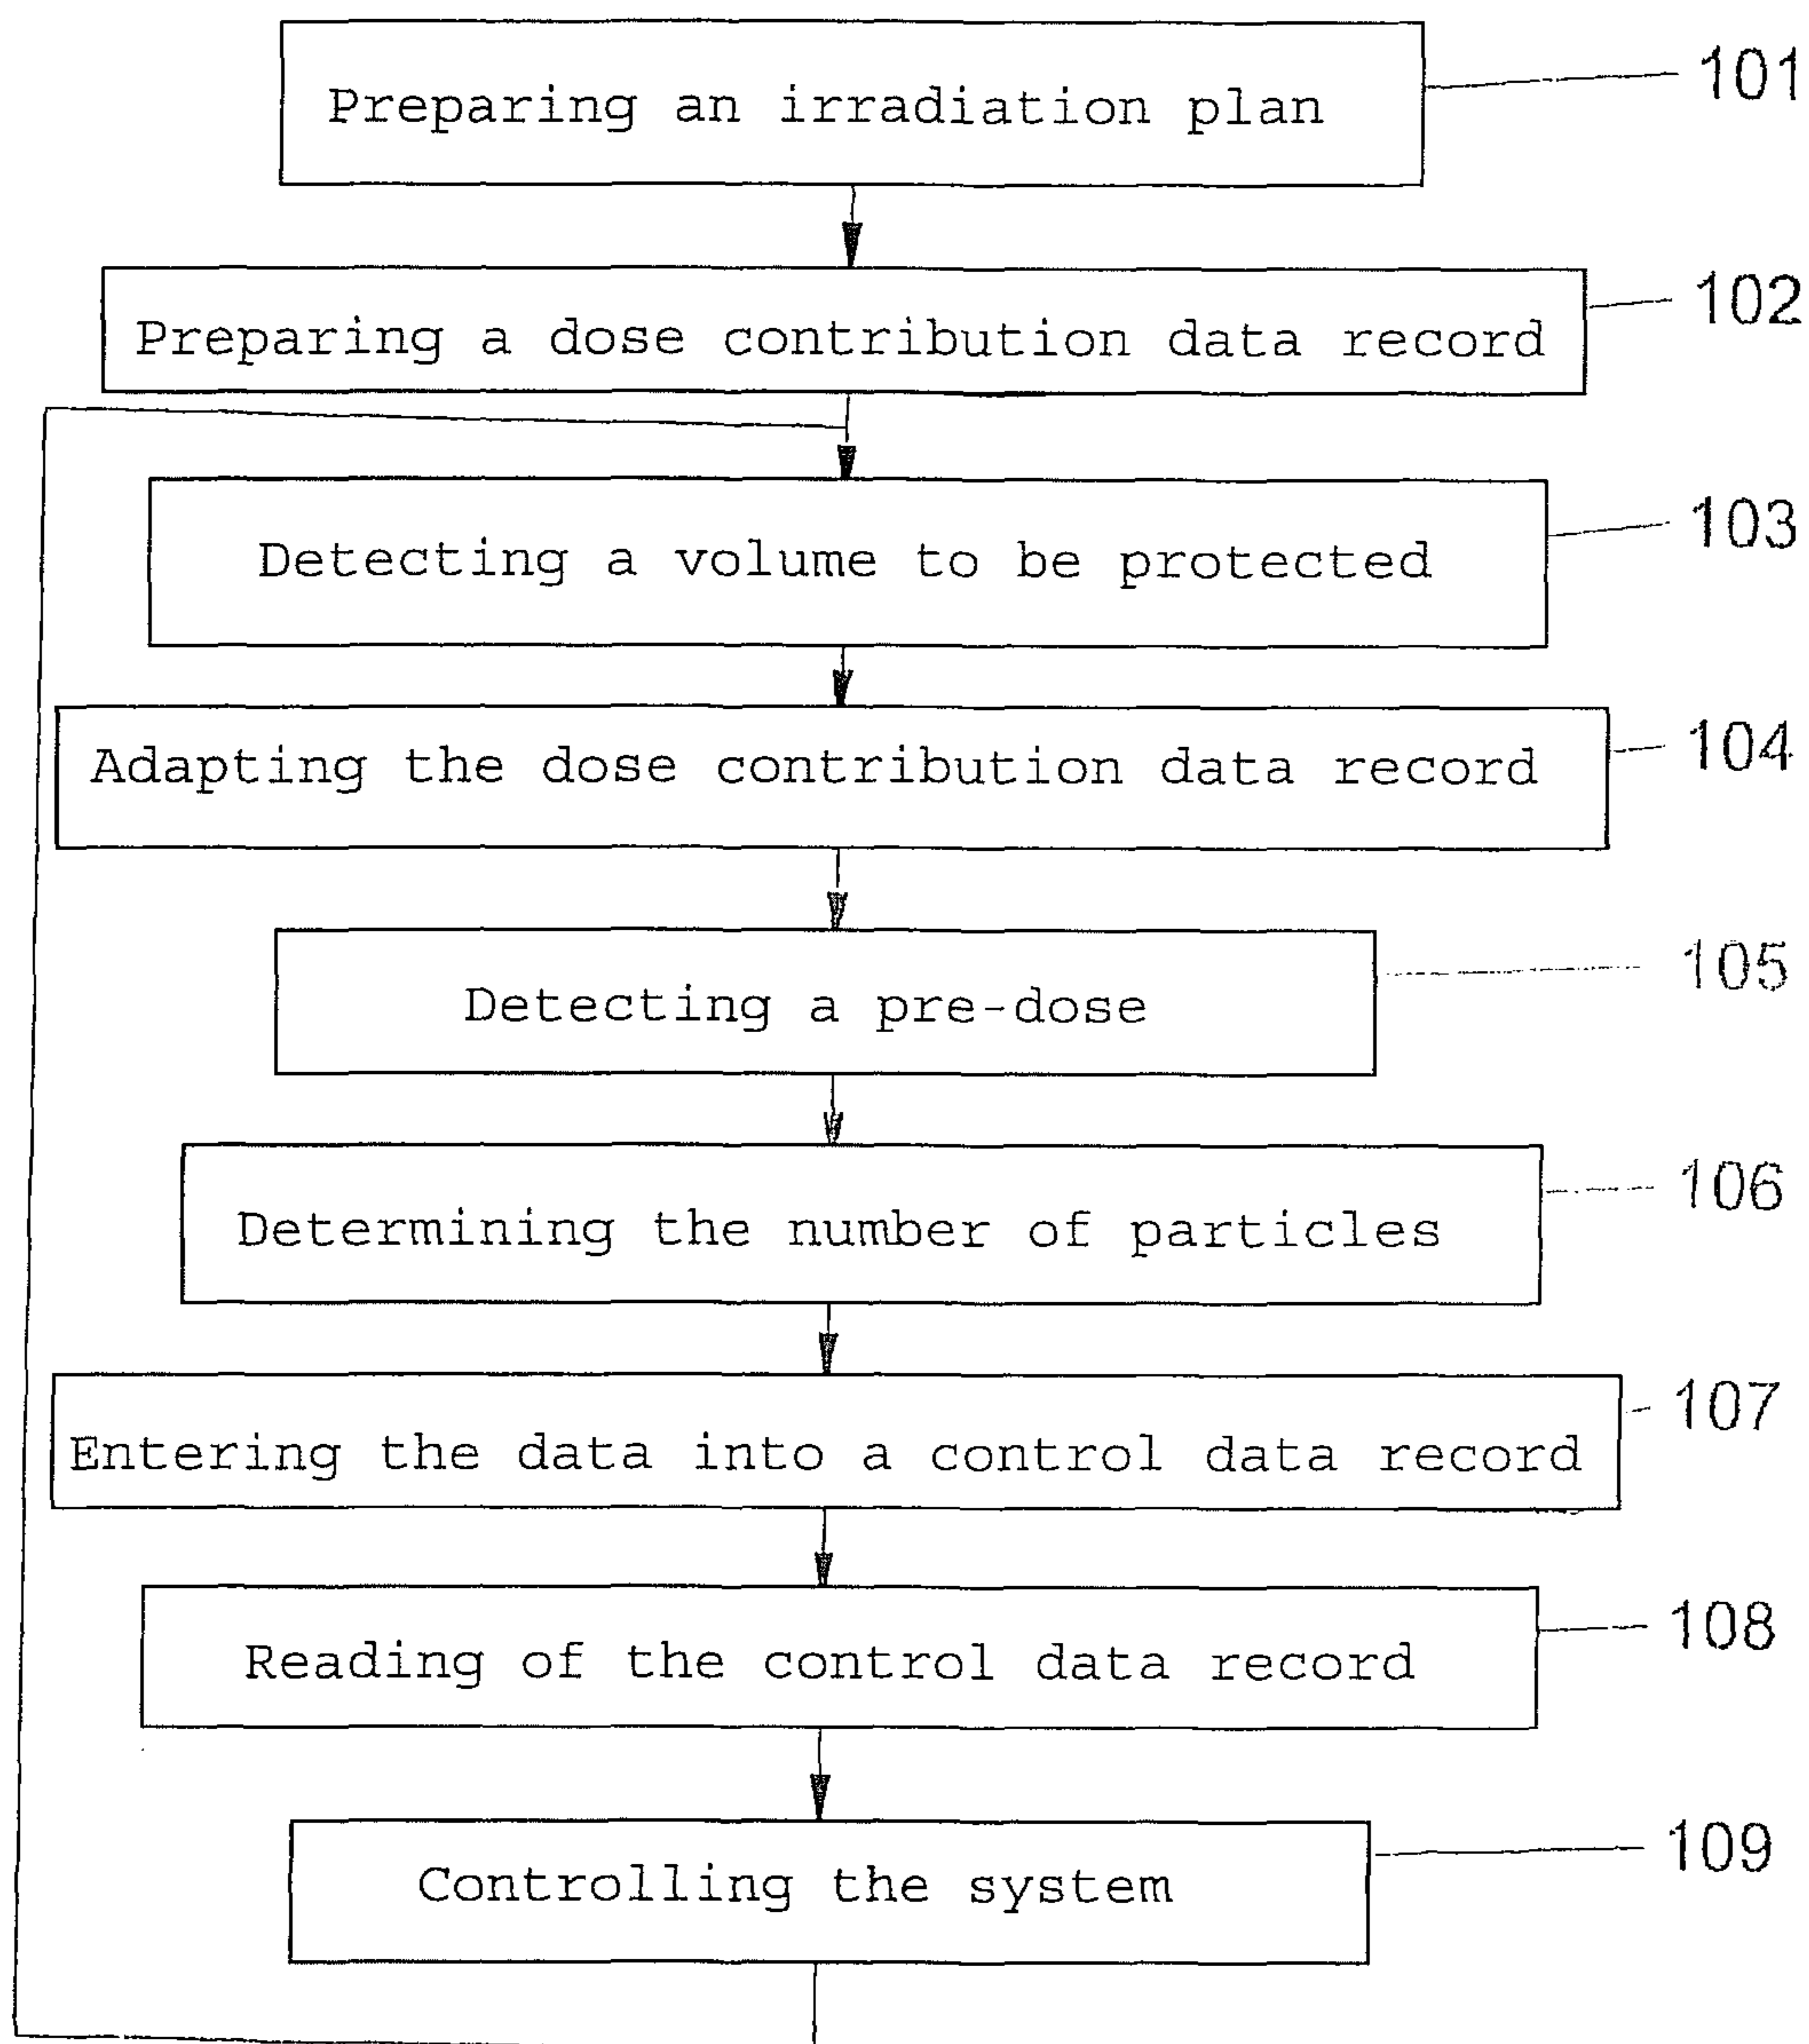 Preparing an irradiation plan
101
Preparing a dose contribution data record
102
Detecting a volume to be protected
103
Adapting the dose contribution data record
104
Detecting a pre-dose
105
Determining the number of particles
106
Entering the data into a control data record
107
Reading of the control data record
108
Controlling the system
109